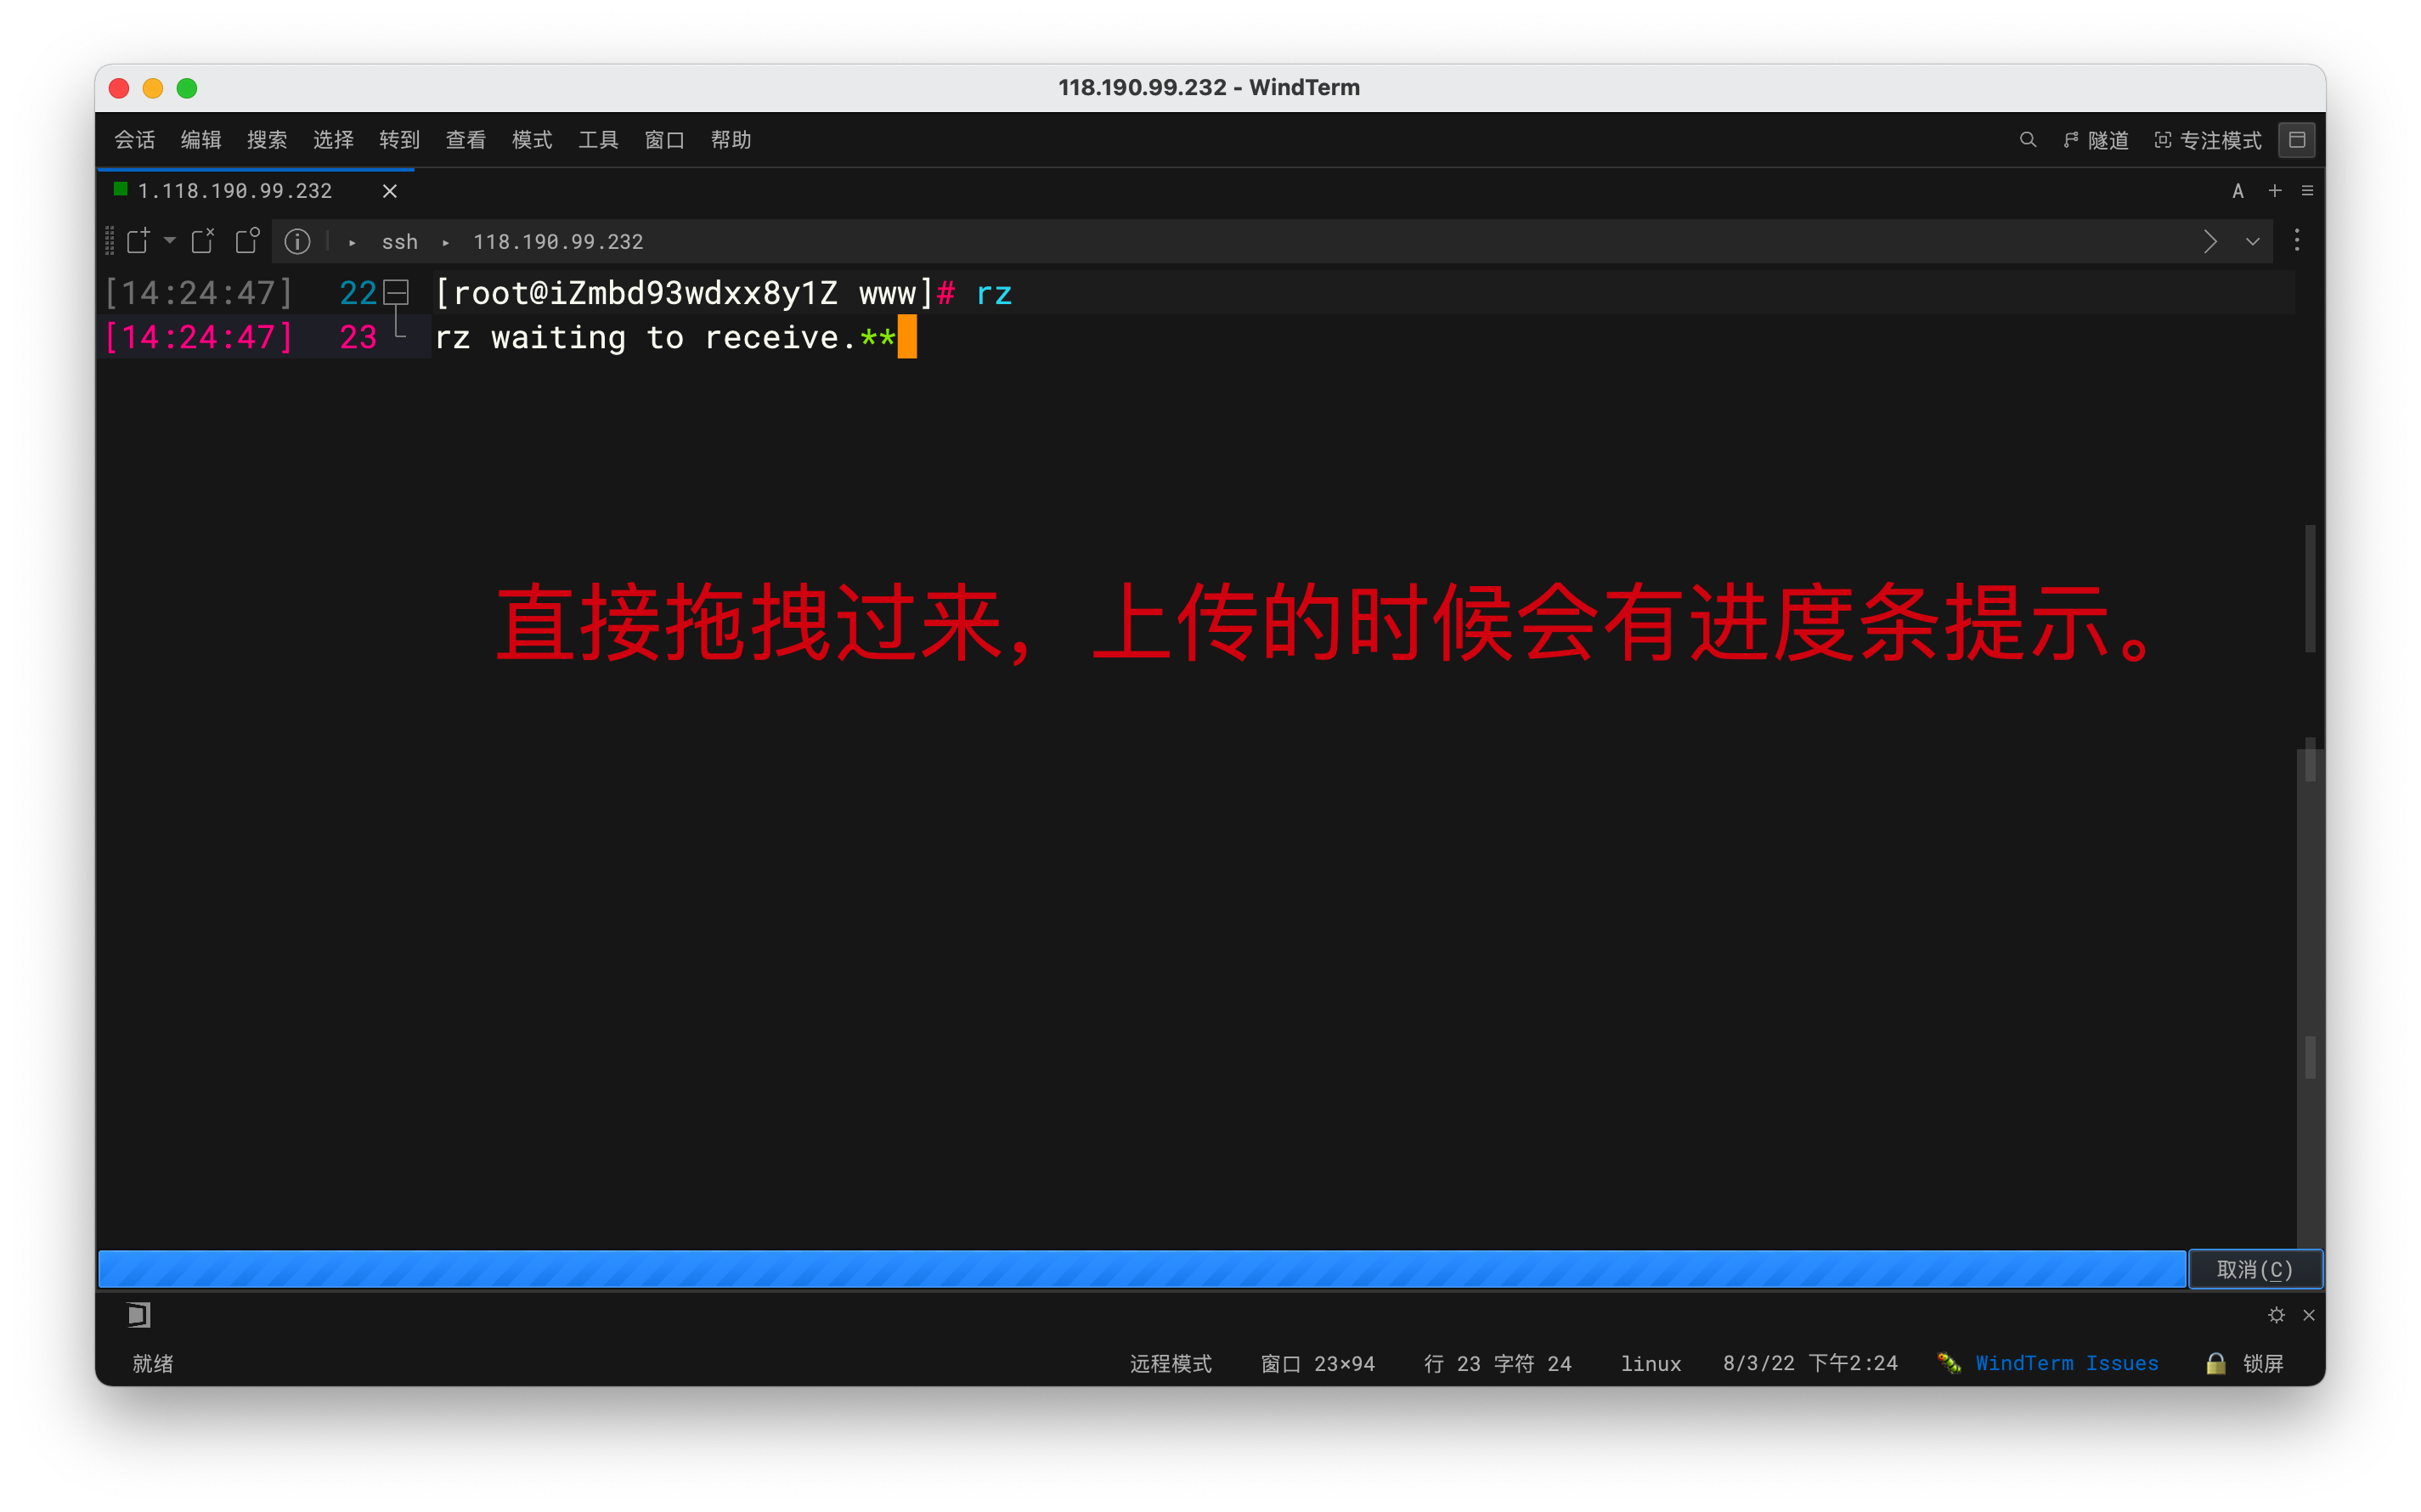 118.190.99.232 - WindTerm
会话 编辑 搜索 选择 转到 查看 模式 工具 窗口 帮助 隧道 专注模式
1.118.190.99.232 A
ssh 118.190.99.232
[14:24:47] 22 [root@iZmbd93wdxx8y1Z www]# rz
[14:24:47] 23 rz waiting to receive.**
直接拖拽过来，上传的时候会有进度条提示。
取消(C)
就绪 远程模式 窗口 23×94 行 23 字符 24 linux 8/3/22 下午2:24 WindTerm Issues 锁屏